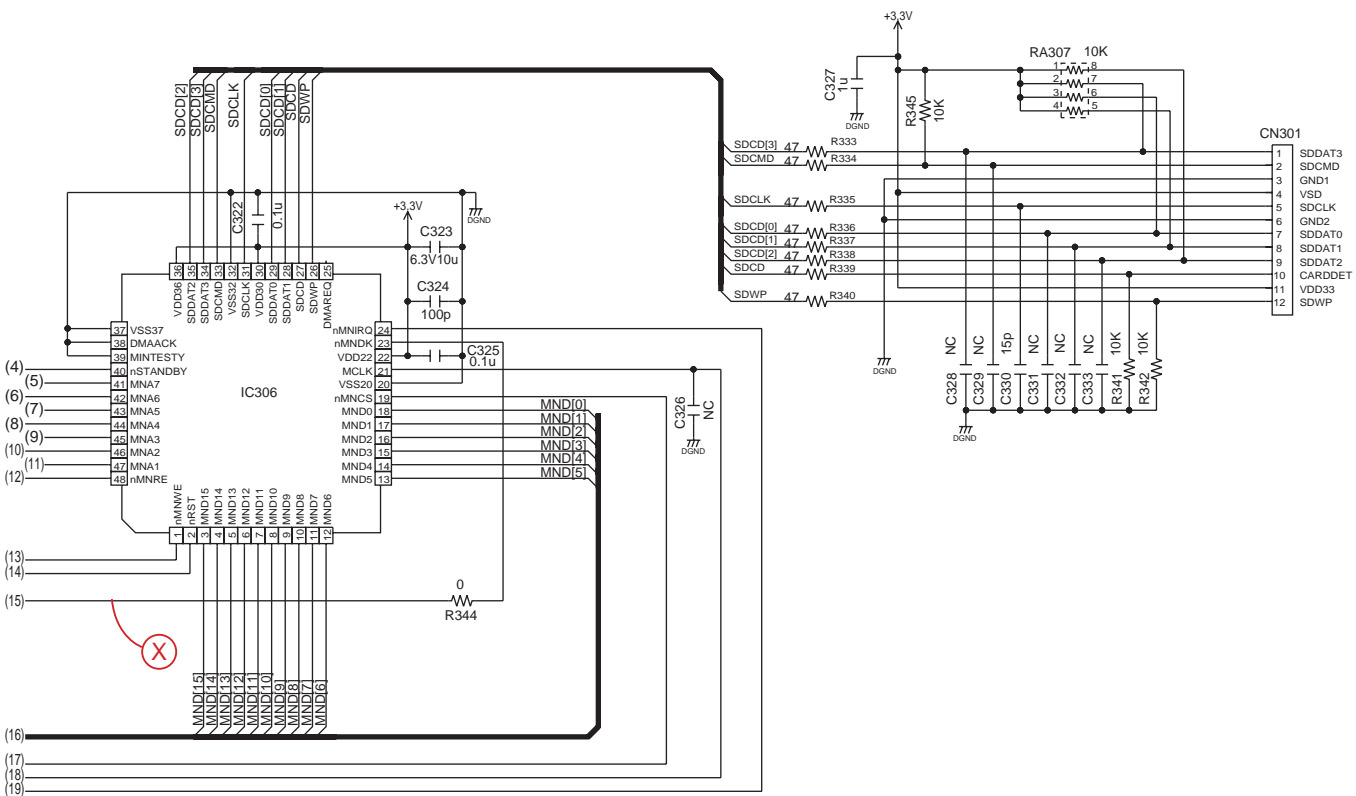 +3.3V
RA307 10K
1 8
2 7
3 6
4 5
C327
1u
DGND
R345
10K
CN301
SDCD[2]
SDCD[3]
SDCMD
SDCLK
SDCD[0]
SDCD[1]
SDCD
SDWP
SDCD[3] 47 R333
SDCMD 47 R334
SDCLK 47 R335
SDCD[0] 47 R336
SDCD[1] 47 R337
SDCD[2] 47 R338
SDCD 47 R339
SDWP 47 R340
1 SDDAT3
2 SDCMD
3 GND1
4 VSD
5 SDCLK
6 GND2
7 SDDAT0
8 SDDAT1
9 SDDAT2
10 CARDDET
11 VDD33
12 SDWP
DGND
C328 NC
C329 NC
C330 15p
C331 NC
C332 NC
C333 NC
R341 10K
R342 10K
DGND
C322
0.1u
DGND
+3.3V
C323
6.3V10u
C324
100p
C325
0.1u
C326
NC
DGND
36 VDD36
35 SDDAT2
34 SDDAT3
33 SDCMD
32 VSS32
31 SDCLK
30 VDD30
29 SDDAT0
28 SDDAT1
27 SDCD
26 SDWP
25 DMAREQ
37 VSS37
38 DMAACK
39 MINTESTY
(4) 40 nSTANDBY
(5) 41 MNA7
(6) 42 MNA6
(7) 43 MNA5
(8) 44 MNA4
(9) 45 MNA3
(10) 46 MNA2
(11) 47 MNA1
(12) 48 nMNRE
IC306
nMNIRQ 24
nMNDK 23
VDD22 22
MCLK 21
VSS20 20
nMNCS 19
MND0 18 MND[0]
MND1 17 MND[1]
MND2 16 MND[2]
MND3 15 MND[3]
MND4 14 MND[4]
MND5 13 MND[5]
nMNWE 1
nRST 2
MND15 3
MND14 4
MND13 5
MND12 6
MND11 7
MND10 8
MND9 9
MND8 10
MND7 11
MND6 12
(13)
(14)
(15)
0
R344
X
MND[15]
MND[14]
MND[13]
MND[12]
MND[11]
MND[10]
MND[9]
MND[8]
MND[7]
MND[6]
(16)
(17)
(18)
(19)